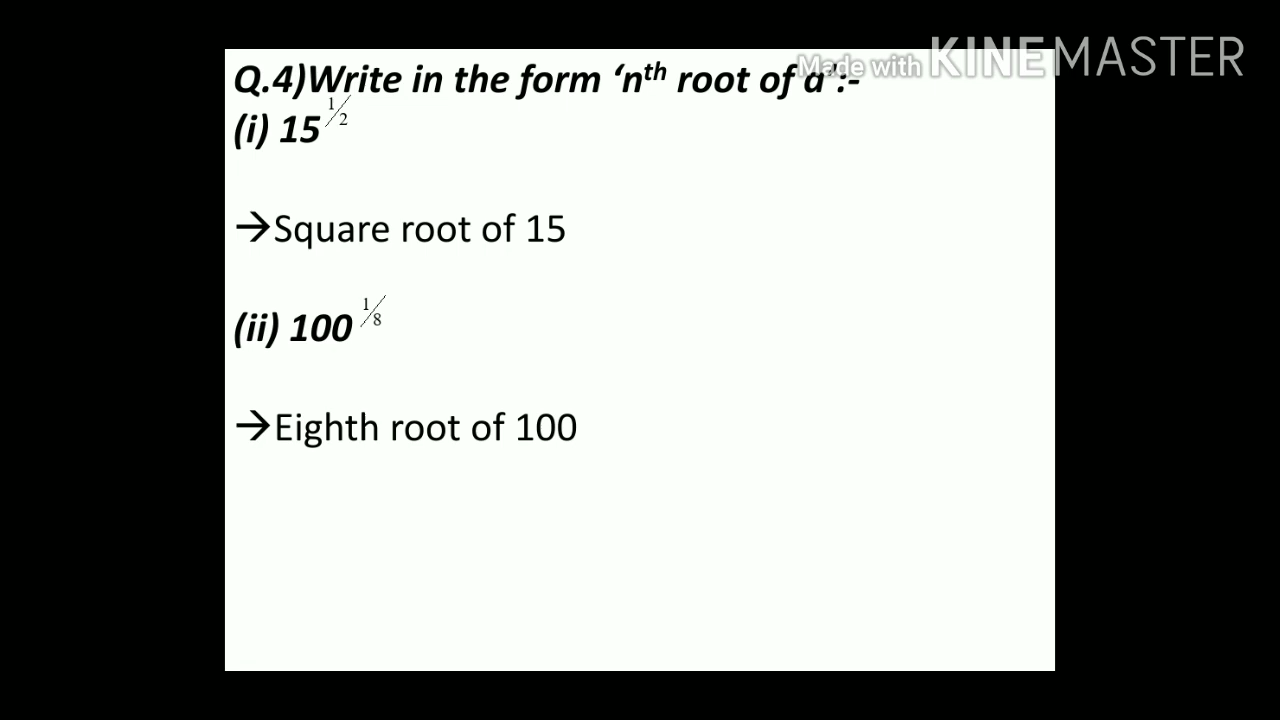 Made with KINEMASTER
Q.4)Write in the form ‘nth root of a’:-
(i) 15 1/2
→Square root of 15
(ii) 100 1/8
→Eighth root of 100